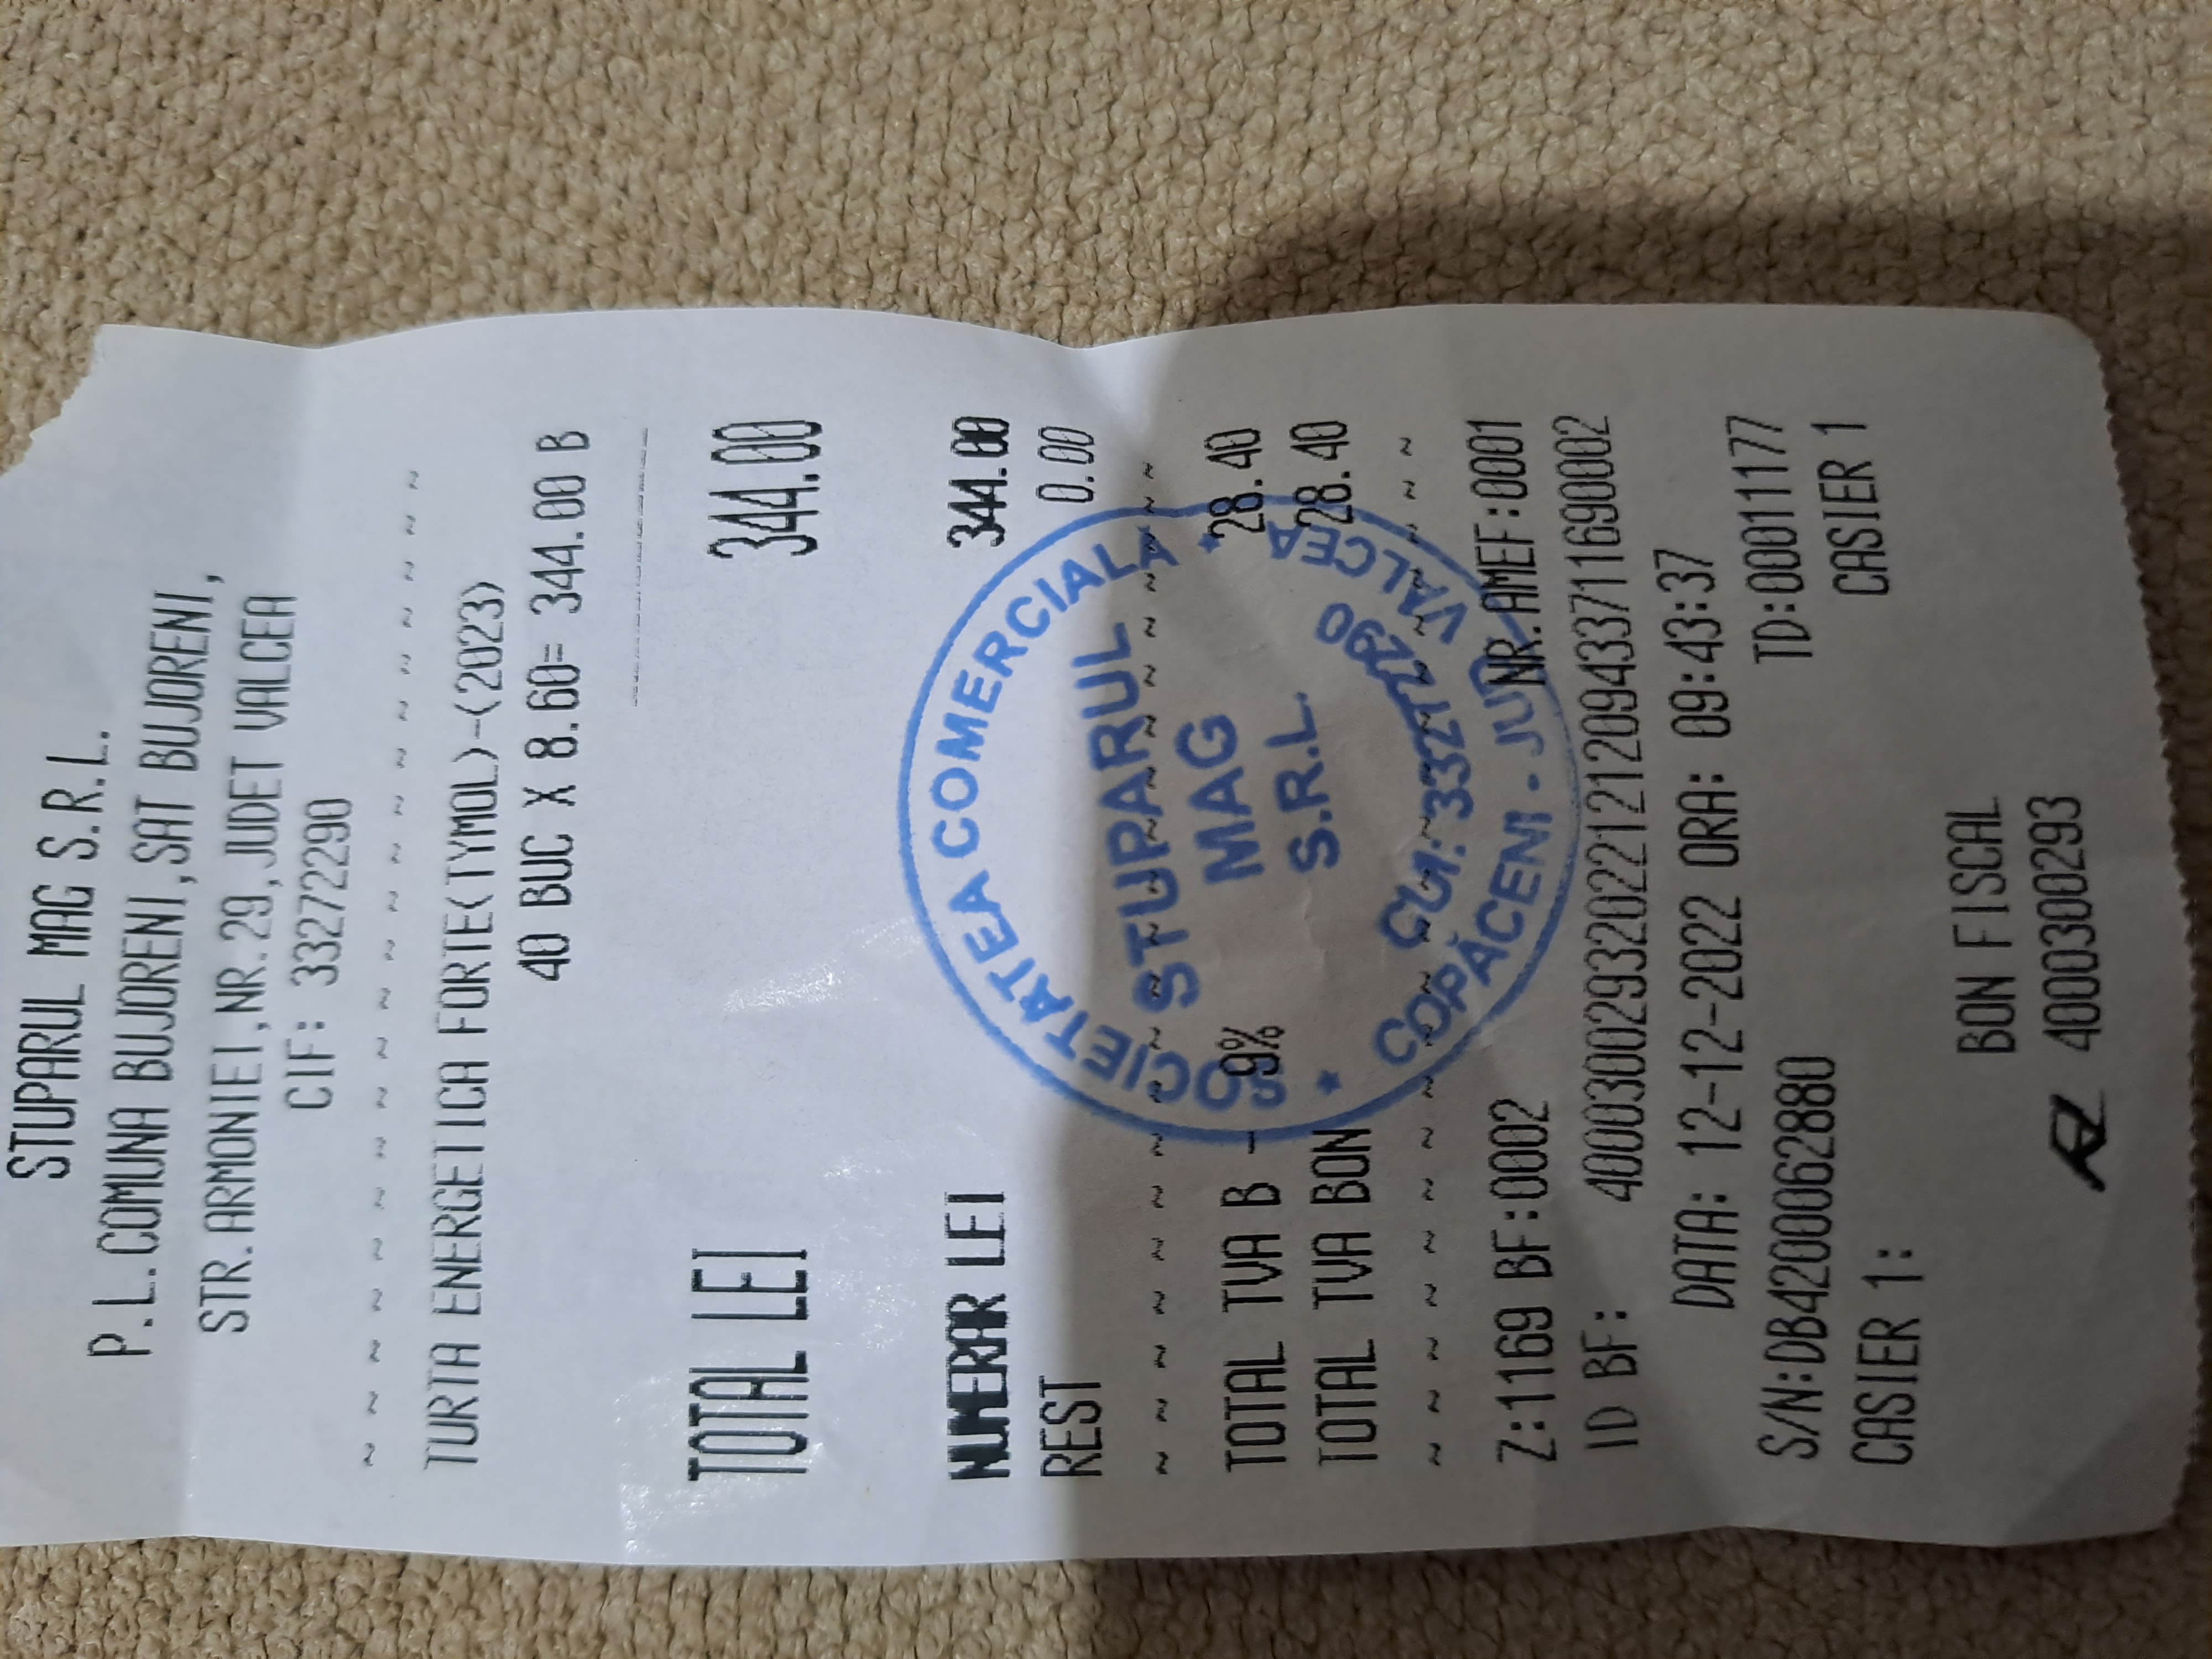 STUPARUL MAG S.R.L.
P.L.COMUNA BUJORENI,SAT BUJORENI,
STR.ARMONIEI,NR.29,JUDET VALCEA
CIF: 33272290
~ ~ ~ ~ ~ ~ ~ ~ ~ ~ ~ ~ ~ ~ ~ ~ ~ ~ ~
TURTA ENERGETICA FORTE(TYMOL)-(2023)
40 BUC X 8.60= 344.00 B
TOTAL LEI 344.00
NUMERAR LEI 344.00
REST 0.00
~ ~ ~ ~ ~ ~ ~ ~ ~ ~ ~ ~ ~ ~ ~ ~ ~ ~ ~
TOTAL TVA B - 9% 28.40
TOTAL TVA BON 28.40
~ ~ ~ ~ ~ ~ ~ ~ ~ ~ ~ ~ ~ ~ ~ ~ ~ ~ ~
Z:1169 BF:0002 NR.AMEF:0001
ID BF: 40003002932022121209433711690002
DATA: 12-12-2022 ORA: 09:43:37
S/N:DB4200062880 TD:00011177
CASIER 1: CASIER 1
BON FISCAL
4000300293
SOCIETATEA COMERCIALA
STUPARUL
MAG
S.R.L.
CUI: 33272290
COPĂCENI - JUD. VALCEA